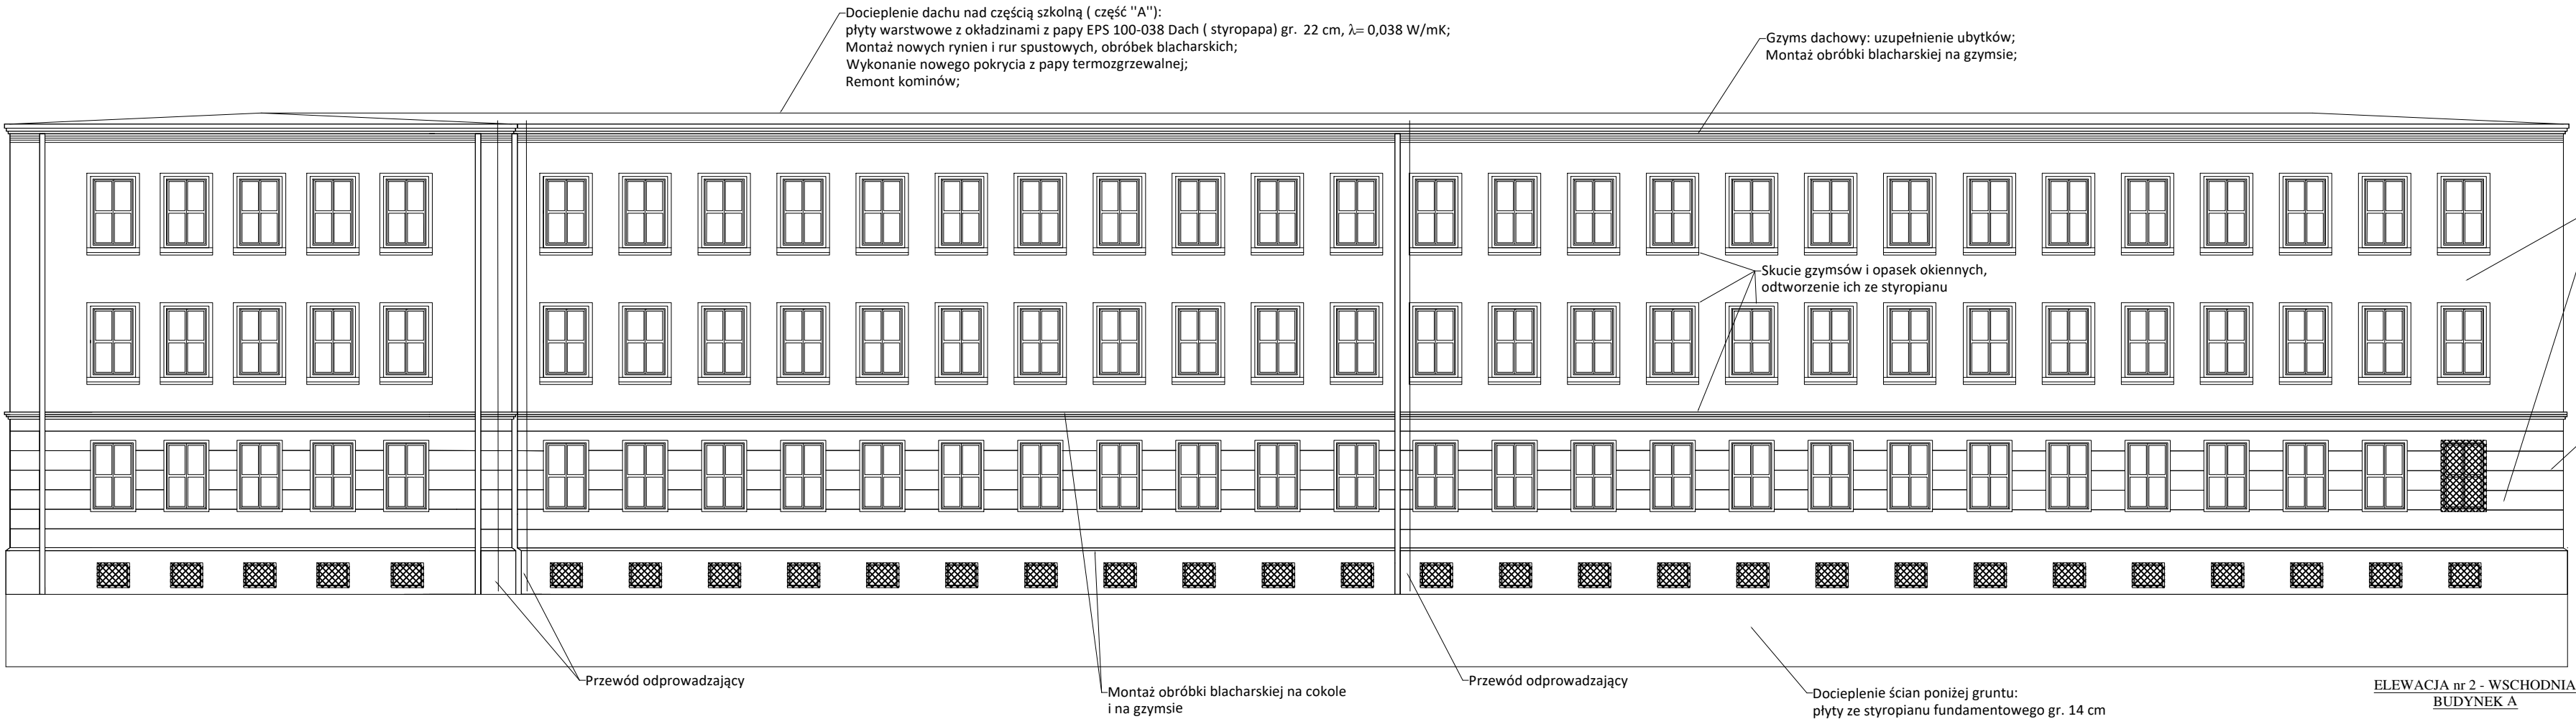 Docieplenie dachu nad częścią szkolną ( część "A"):
płyty warstwowe z okładzinami z papy EPS 100-038 Dach ( styropapa) gr. 22 cm, λ= 0,038 W/mK;
Montaż nowych rynien i rur spustowych, obróbek blacharskich;
Wykonanie nowego pokrycia z papy termozgrzewalnej;
Remont kominów;
Gzyms dachowy: uzupełnienie ubytków;
Montaż obróbki blacharskiej na gzymsie;
Skucie gzymsów i opasek okiennych,
odtworzenie ich ze styropianu
Przewód odprowadzający
Montaż obróbki blacharskiej na cokole
i na gzymsie
Przewód odprowadzający
Docieplenie ścian poniżej gruntu:
płyty ze styropianu fundamentowego gr. 14 cm
ELEWACJA nr 2 - WSCHODNIA
BUDYNEK A